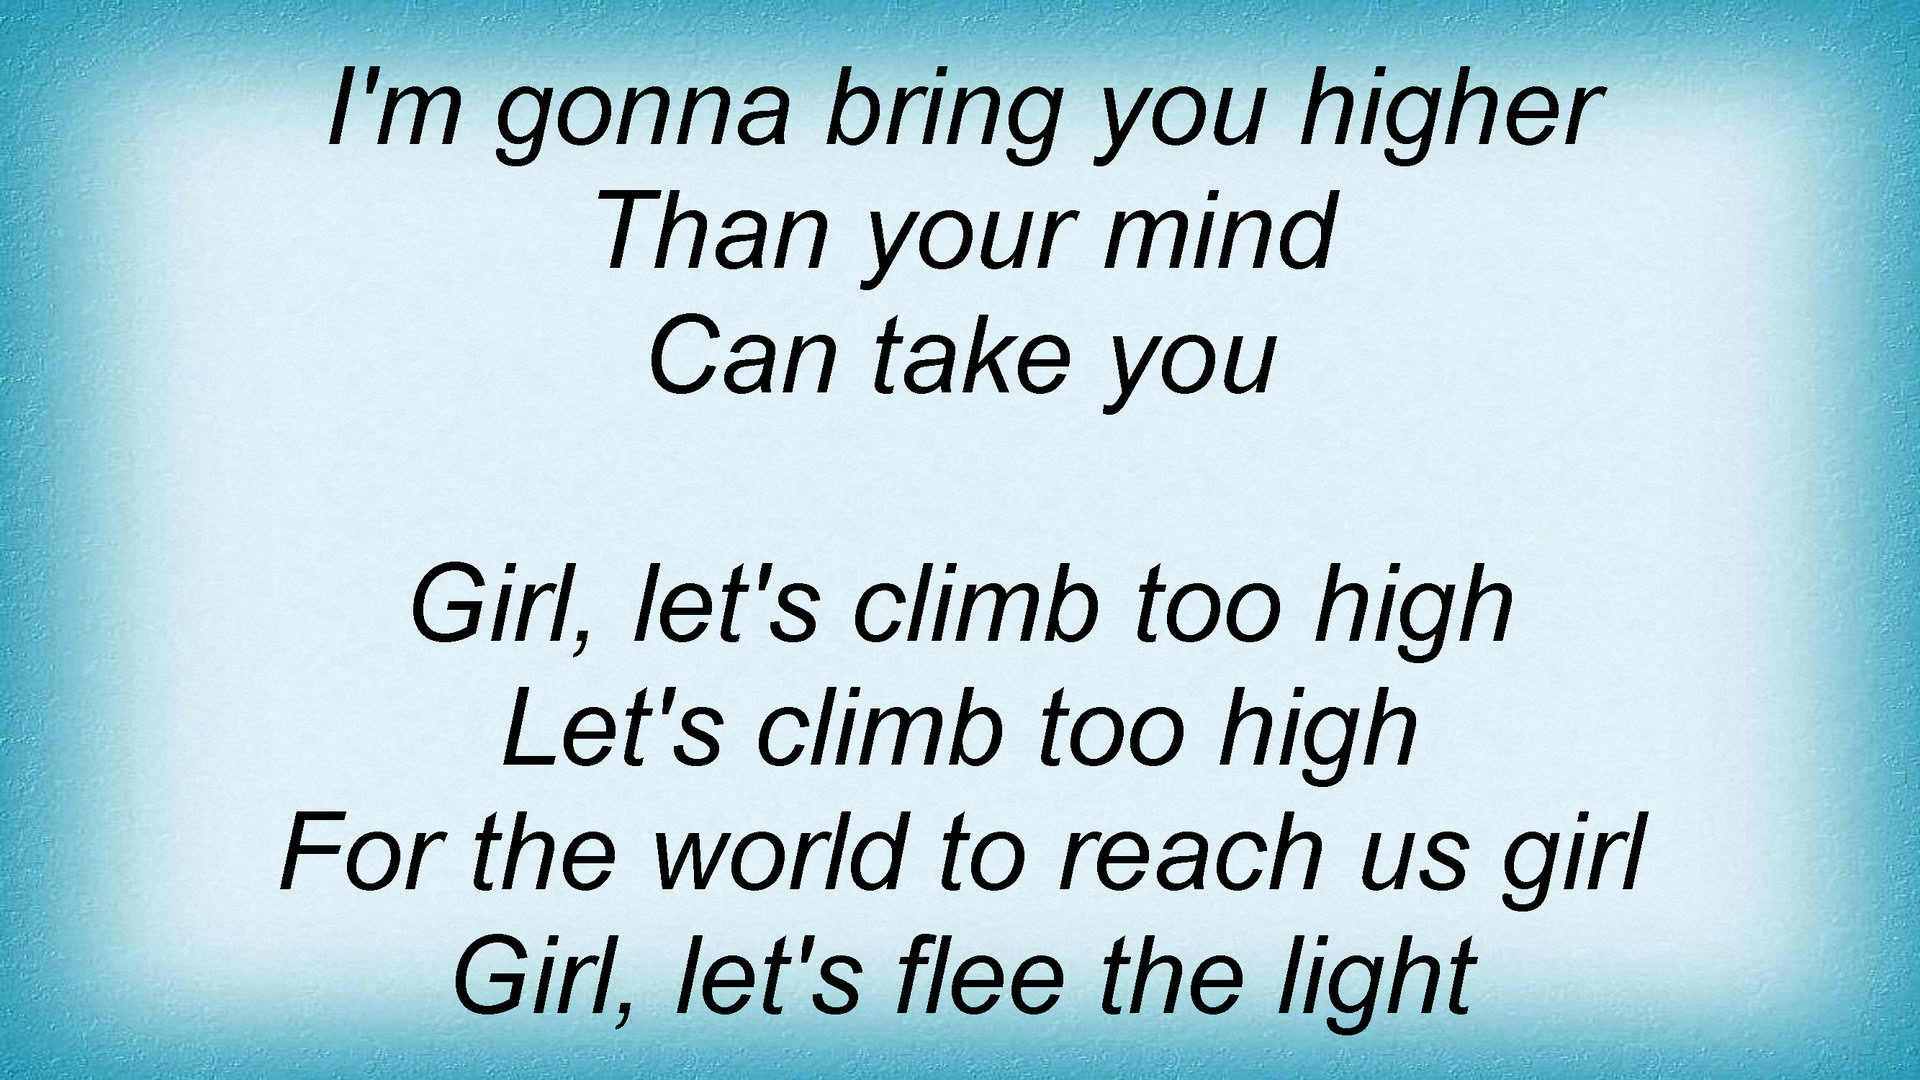 I'm gonna bring you higher
Than your mind
Can take you
Girl, let's climb too high
Let's climb too high
For the world to reach us girl
Girl, let's flee the light